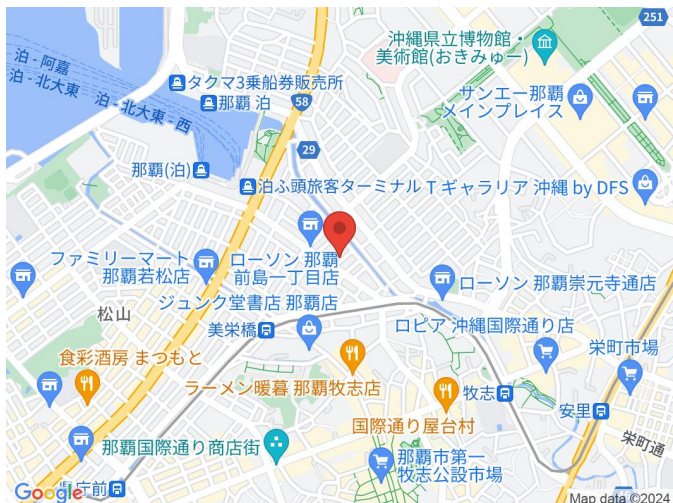 251
沖縄県立博物館・
美術館(おきみゅー)
泊 - 阿嘉
泊 - 北大東
泊 - 北大東 - 西
タクマ3乗船券販売所
那覇 泊
58
サンエー那覇
メインプレイス
29
那覇(泊)
泊ふ頭旅客ターミナル
T ギャラリア 沖縄 by DFS
ファミリーマート
那覇若松店
ローソン 那覇
前島一丁目店
ローソン 那覇崇元寺通店
松山
ジュンク堂書店 那覇店
美栄橋
ロピア 沖縄国際通り店
栄町市場
食彩酒房 まつもと
ラーメン暖暮 那覇牧志店
牧志
安里
国際通り屋台村
栄町通
那覇国際通り商店街
那覇市第一
牧志公設市場
県庁前
Google
Map data ©2024